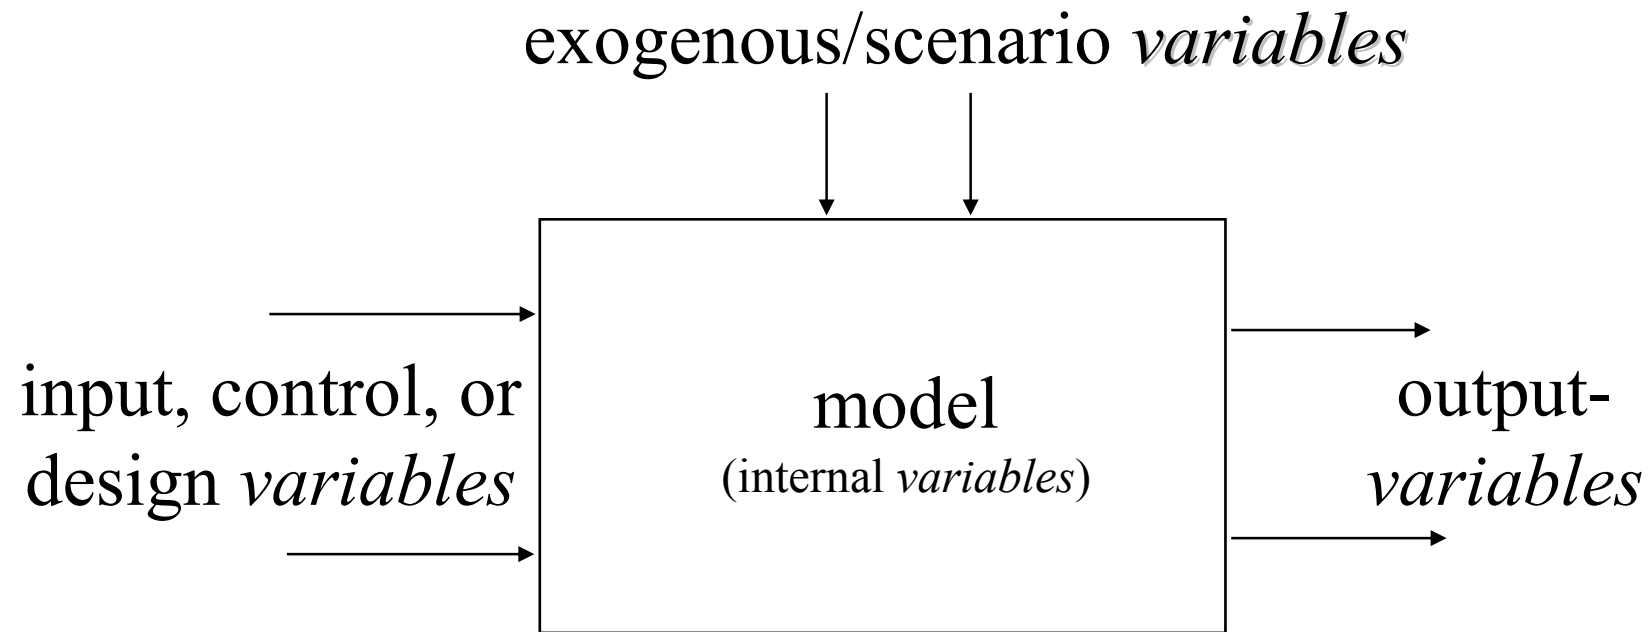 exogenous/scenario variables
input, control, or
design variables
model
(internal variables)
output-
variables